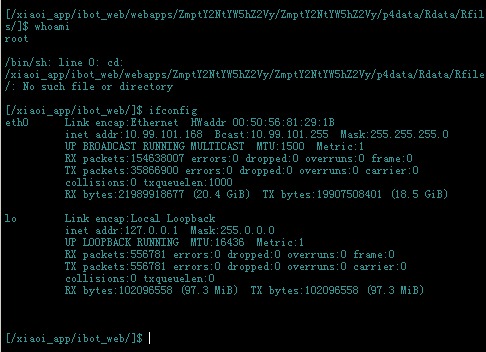 [/xiaoi_app/ibot_web/webapps/ZmptY2NtYW5hZ2Vy/ZmptY2NtYW5hZ2Vy/p4data/Rdata/Rfil
s/]$ whoami
root
/bin/sh: line 0: cd:
/xiaoi_app/ibot_web/webapps/ZmptY2NtYW5hZ2Vy/ZmptY2NtYW5hZ2Vy/p4data/Rdata/Rfile
/: No such file or directory
[/xiaoi_app/ibot_web/]$ ifconfig
eth0 Link encap:Ethernet HWaddr 00:50:56:81:29:1B
inet addr:10.99.101.168 Bcast:10.99.101.255 Mask:255.255.255.0
UP BROADCAST RUNNING MULTICAST MTU:1500 Metric:1
RX packets:154638007 errors:0 dropped:0 overruns:0 frame:0
TX packets:35866900 errors:0 dropped:0 overruns:0 carrier:0
collisions:0 txqueuelen:1000
RX bytes:21989918677 (20.4 GiB) TX bytes:19907508401 (18.5 GiB)
lo Link encap:Local Loopback
inet addr:127.0.0.1 Mask:255.0.0.0
UP LOOPBACK RUNNING MTU:16436 Metric:1
RX packets:556781 errors:0 dropped:0 overruns:0 frame:0
TX packets:556781 errors:0 dropped:0 overruns:0 carrier:0
collisions:0 txqueuelen:0
RX bytes:102096558 (97.3 MiB) TX bytes:102096558 (97.3 MiB)
[/xiaoi_app/ibot_web/]$